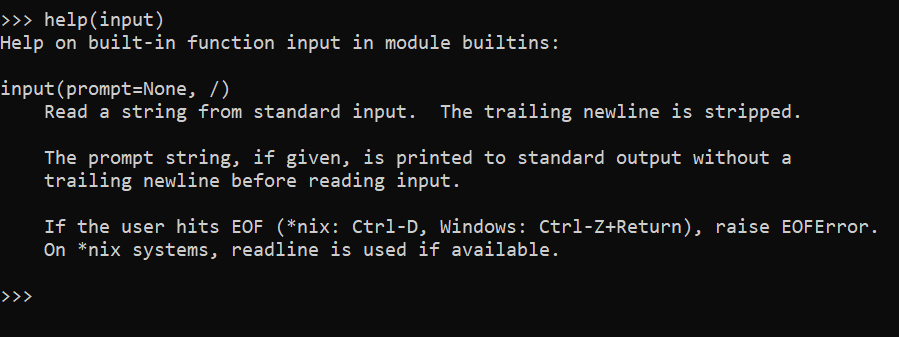 >>> help(input)
Help on built-in function input in module builtins:
input(prompt=None, /)
Read a string from standard input.  The trailing newline is stripped.
The prompt string, if given, is printed to standard output without a
trailing newline before reading input.
If the user hits EOF (*nix: Ctrl-D, Windows: Ctrl-Z+Return), raise EOFError.
On *nix systems, readline is used if available.
>>>